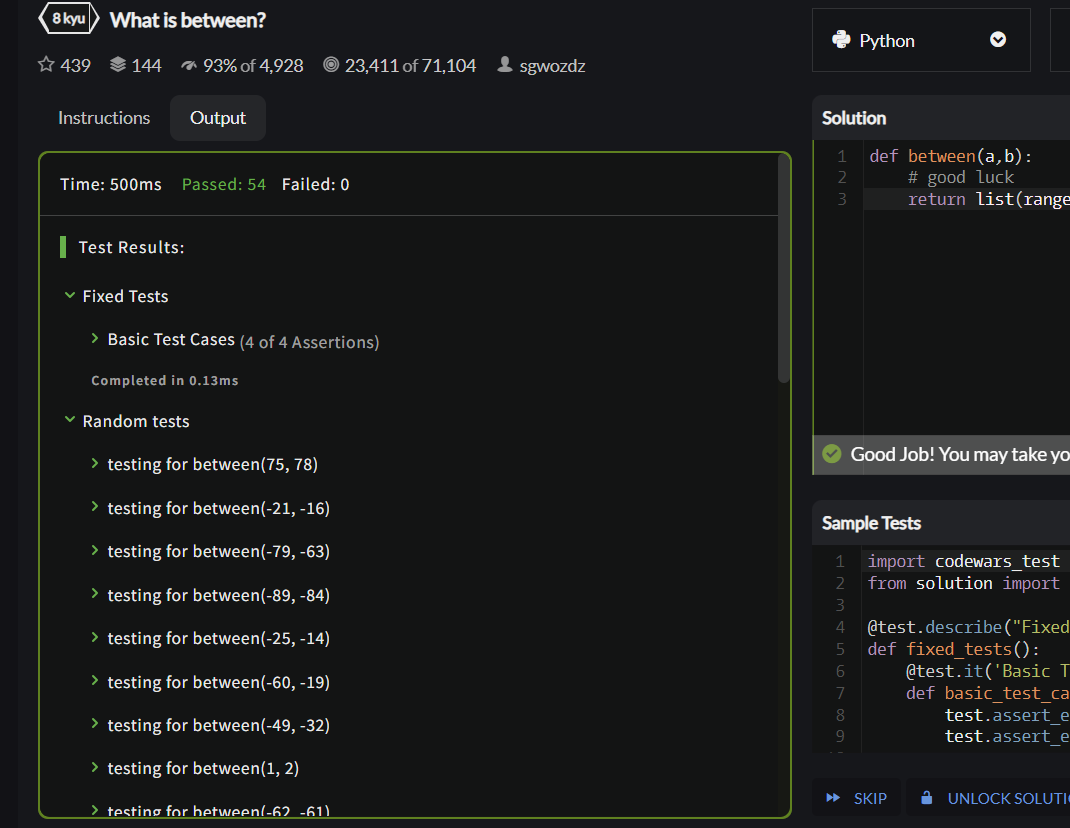 8 kyu What is between?
439 144 93% of 4,928 23,411 of 71,104 sgwozdz
Instructions Output
Time: 500ms Passed: 54 Failed: 0
Test Results:
Fixed Tests
Basic Test Cases (4 of 4 Assertions)
Completed in 0.13ms
Random tests
testing for between(75, 78)
testing for between(-21, -16)
testing for between(-79, -63)
testing for between(-89, -84)
testing for between(-25, -14)
testing for between(-60, -19)
testing for between(-49, -32)
testing for between(1, 2)
testing for between(-62, -61)
Python
Solution
1 def between(a,b):
2 # good luck
3 return list(range
Good Job! You may take yo
Sample Tests
1 import codewars_test
2 from solution import
3
4 @test.describe("Fixed
5 def fixed_tests():
6 @test.it('Basic T
7 def basic_test_ca
8 test.assert_e
9 test.assert_e
SKIP UNLOCK SOLUTI